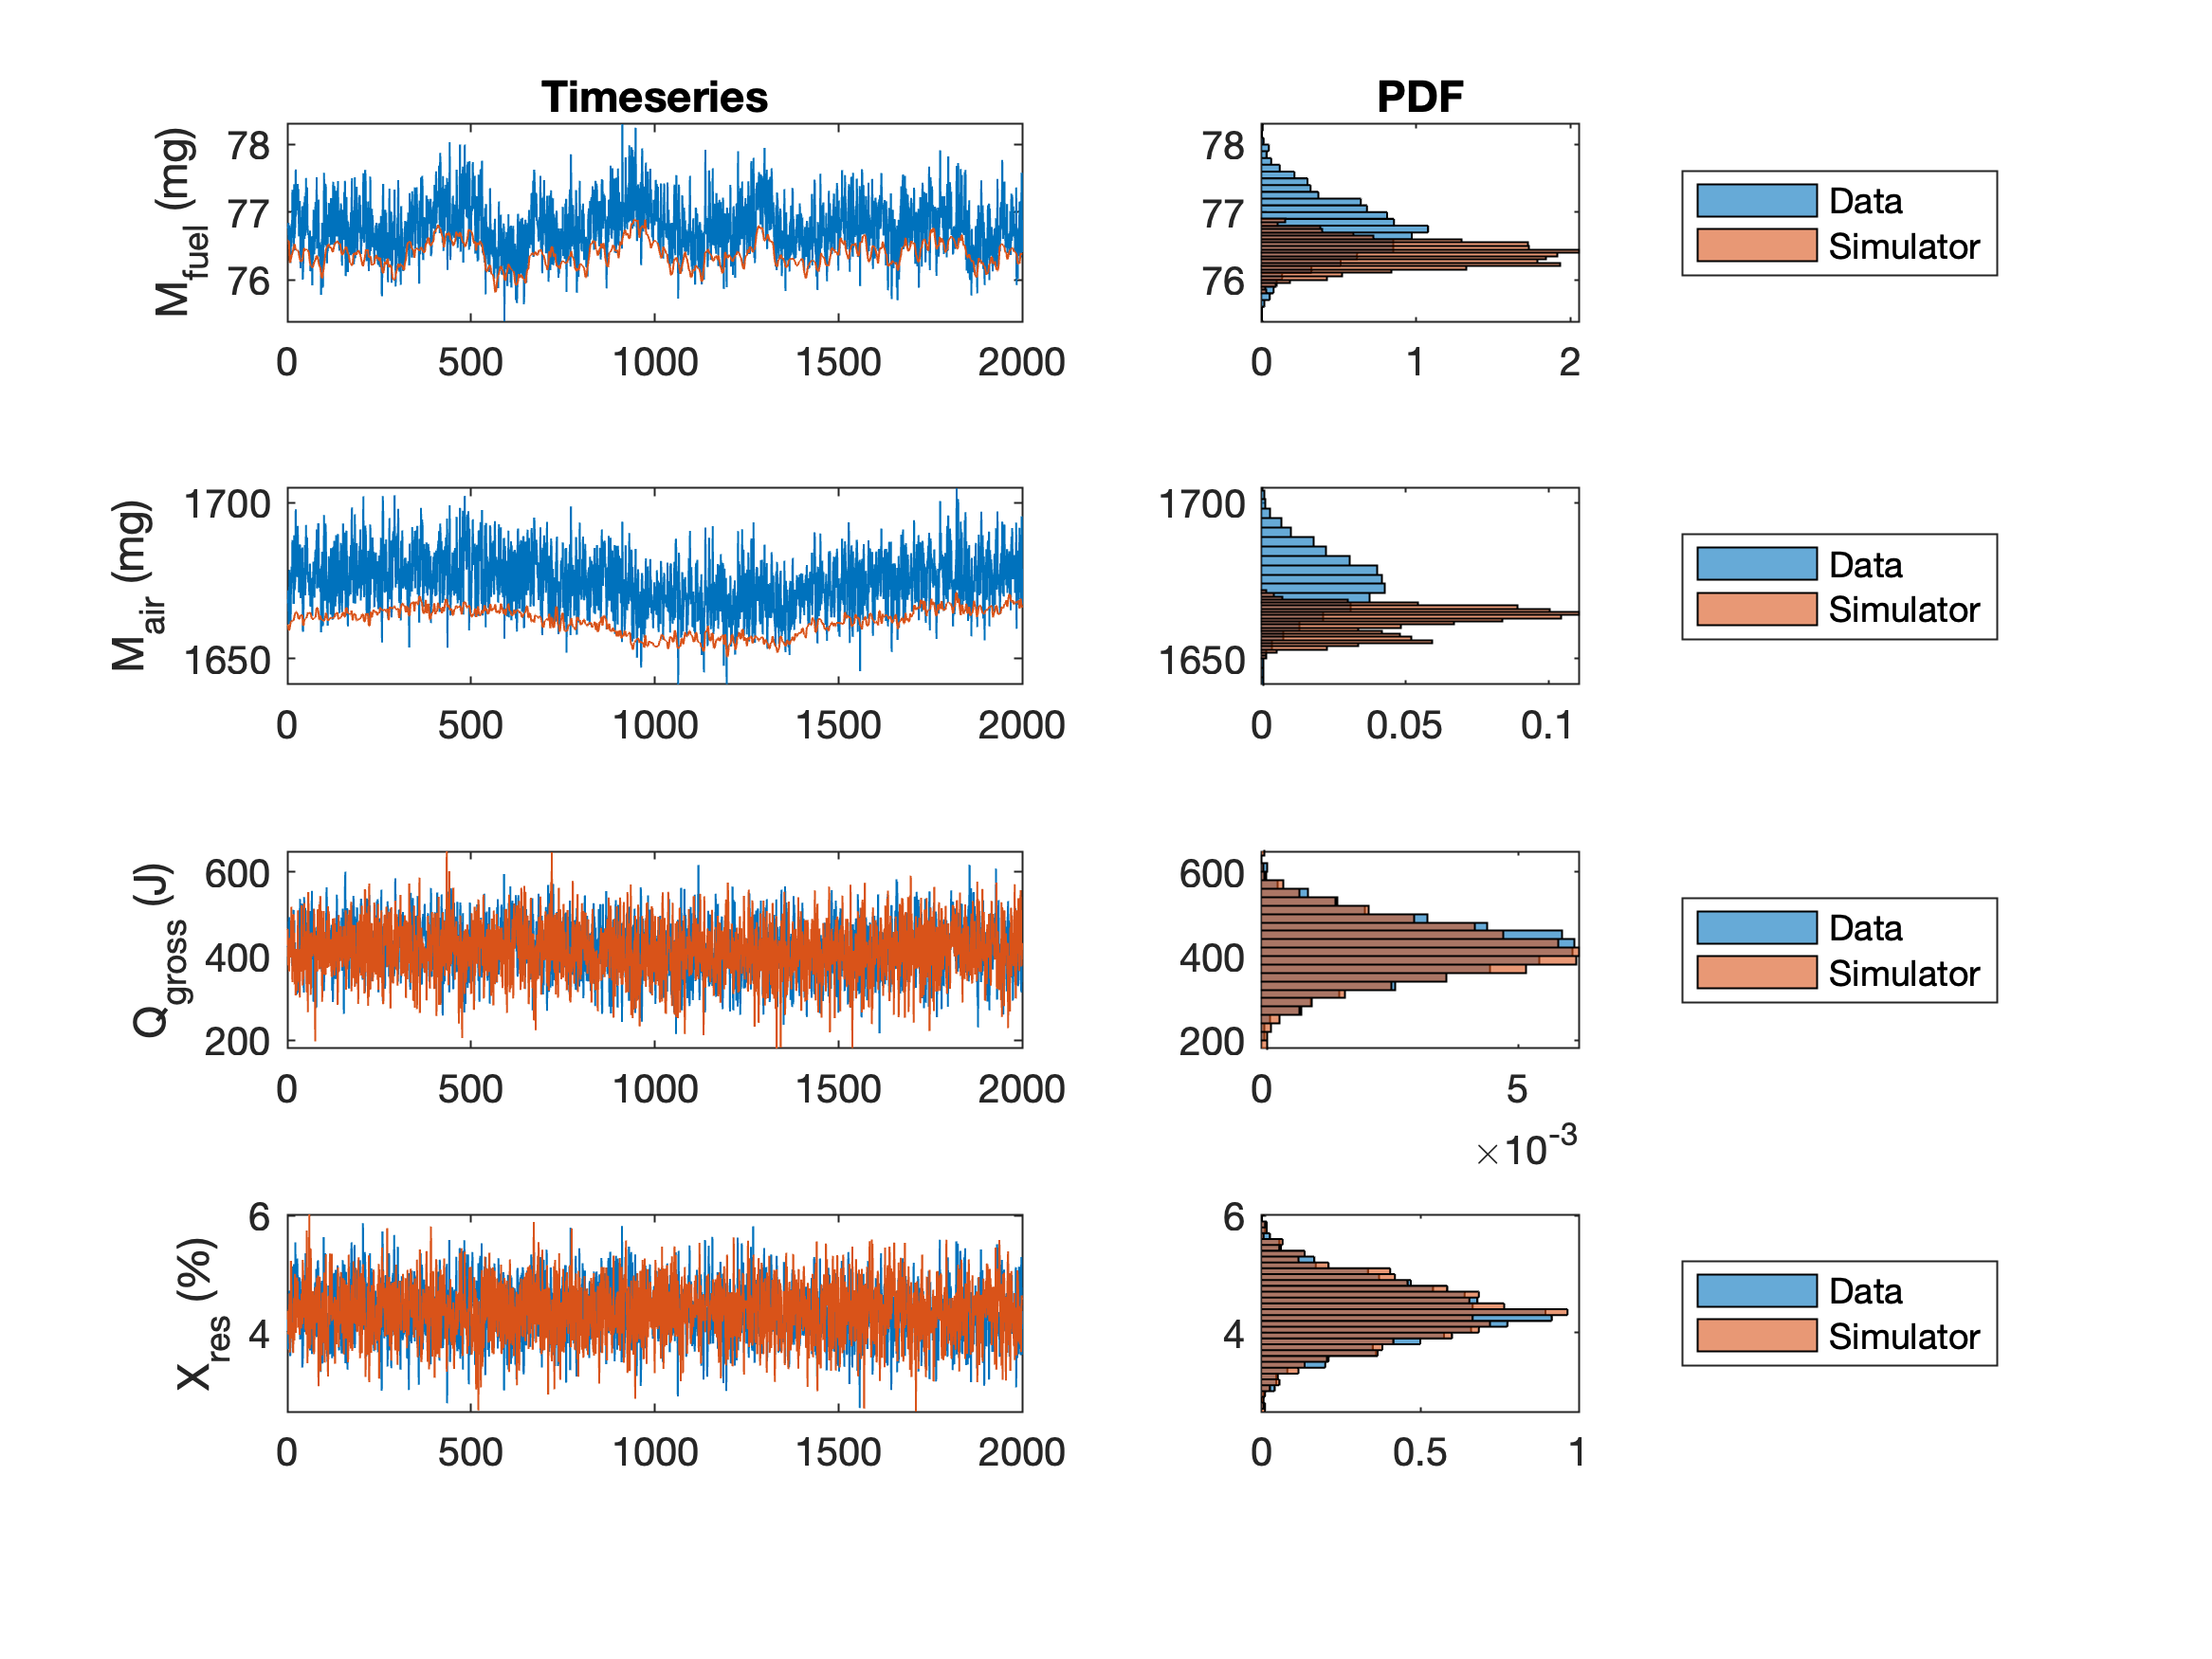 Timeseries
PDF
M_fuel (mg)
78
77
76
0 500 1000 1500 2000
78
77
76
0 1 2
Data
Simulator
M_air (mg)
1700
1650
0 500 1000 1500 2000
1700
1650
0 0.05 0.1
Data
Simulator
Q_gross (J)
600
400
200
0 500 1000 1500 2000
600
400
200
0 5
×10^-3
Data
Simulator
X_res (%)
6
4
0 500 1000 1500 2000
6
4
0 0.5 1
Data
Simulator